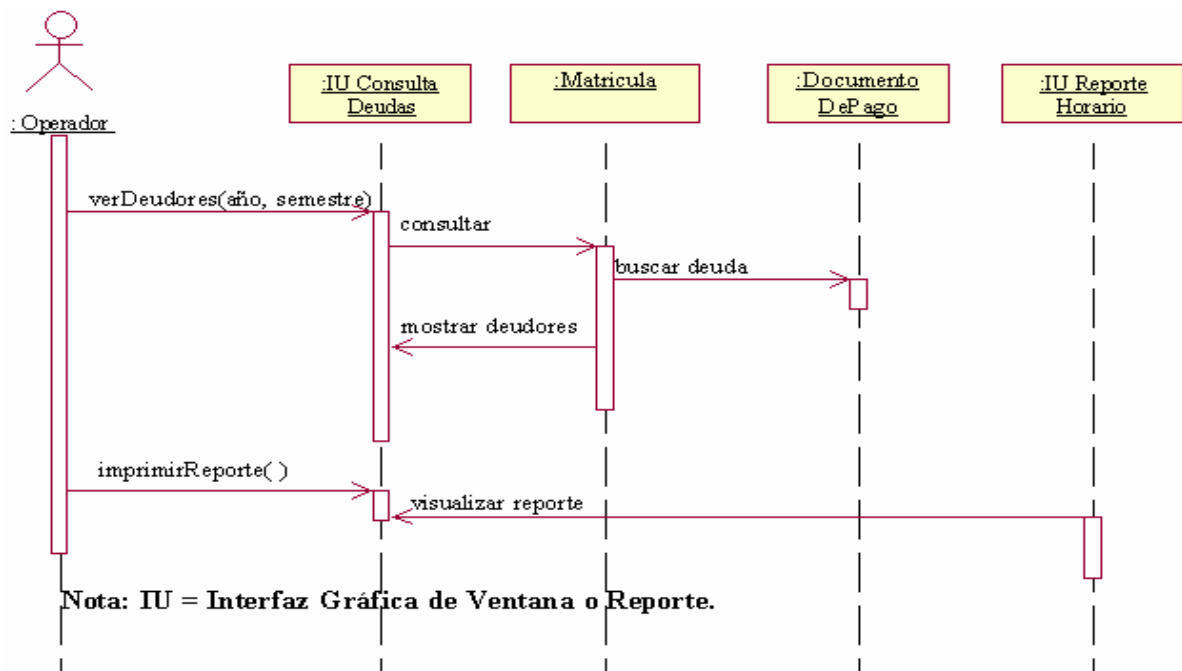 : Operador
:IU Consulta
Deudas
:Matricula
:Documento
DePago
:IU Reporte
Horario
verDeudores(año, semestre)
consultar
buscar deuda
mostrar deudores
imprimirReporte( )
visualizar reporte
Nota: IU = Interfaz Gráfica de Ventana o Reporte.